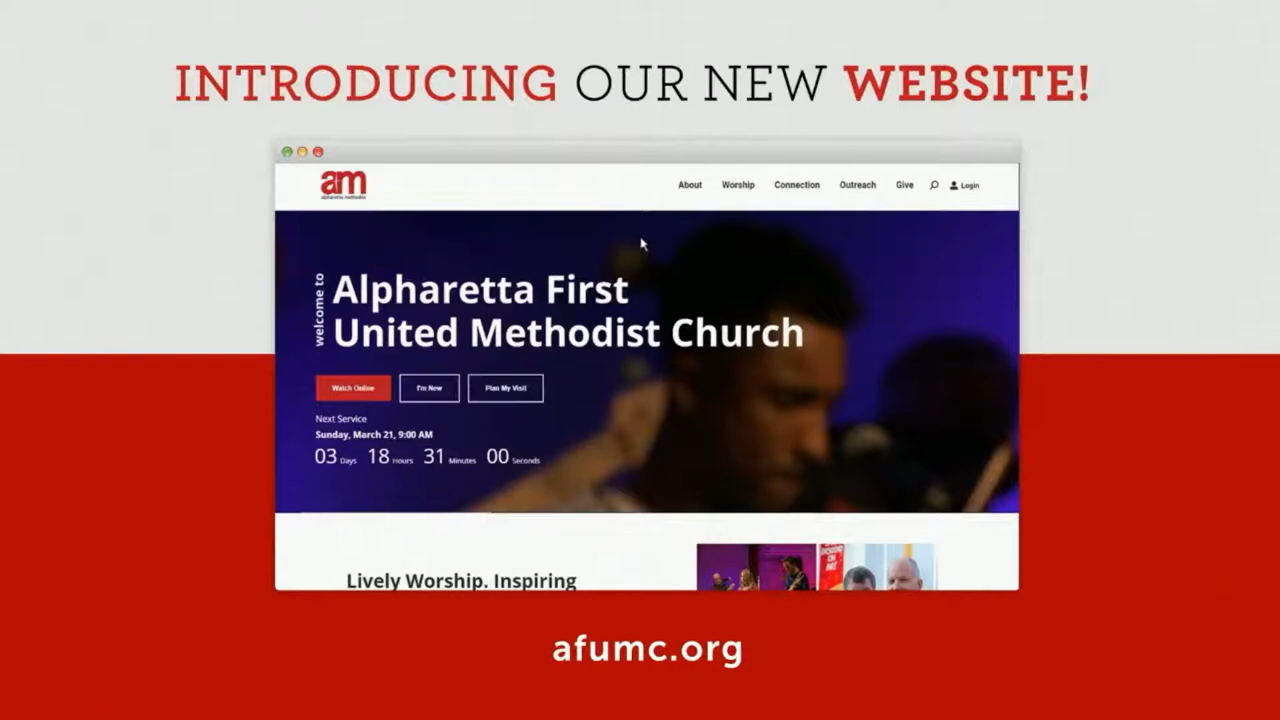 INTRODUCING OUR NEW WEBSITE!
am
alpharetta methodist
About Worship Connection Outreach Give Login
welcome to
Alpharetta First
United Methodist Church
Watch Online I'm New Plan My Visit
Next Service
Sunday, March 21, 9:00 AM
03 Days 18 Hours 31 Minutes 00 Seconds
Lively Worship. Inspiring
afumc.org